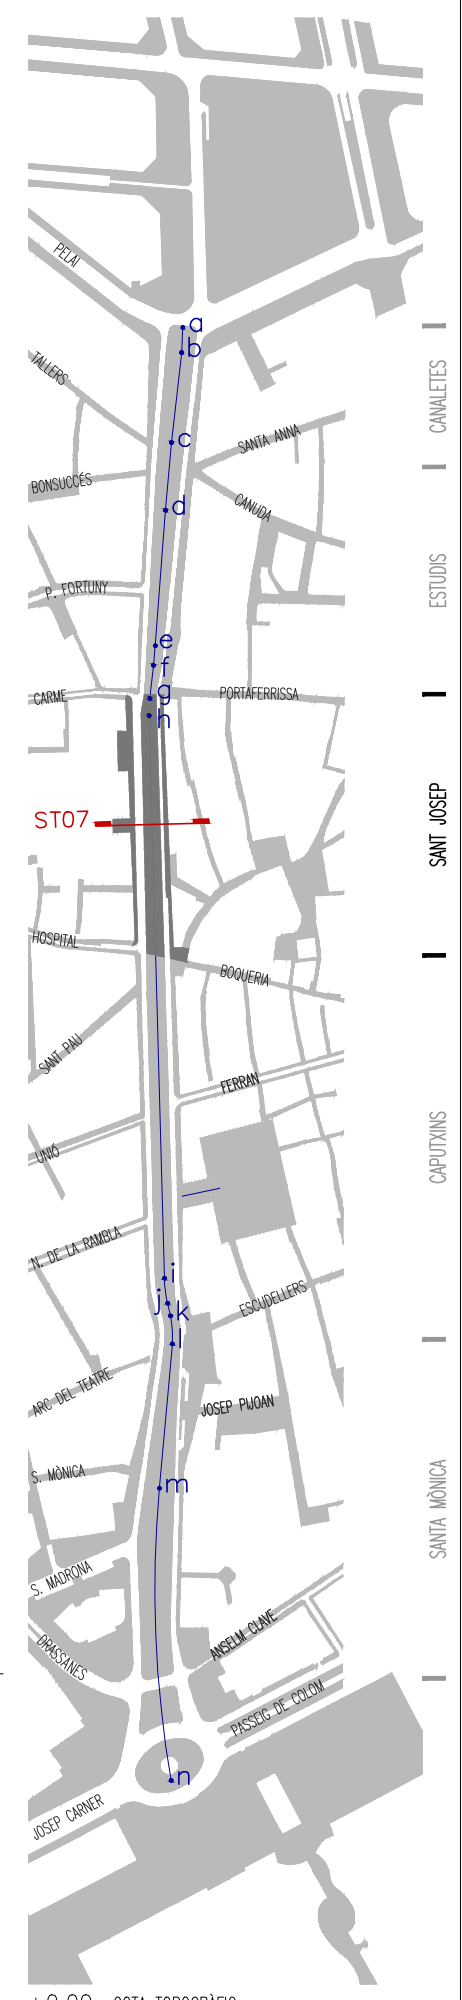 PELAI
a
b
CANALETES
TALLERS
c
SANTA ANNA
BONSUCCÉS
CANUDA
d
ESTUDIS
P. FORTUNY
e
f
CARME
g
PORTAFERRISSA
h
ST07
SANT JOSEP
HOSPITAL
BOQUERIA
SANT PAU
FERRAN
CAPUTXINS
UNIÓ
N. DE LA RAMBLA
i
j
k
ESCUDELLERS
l
ARC DEL TEATRE
JOSEP PIJOAN
S. MÒNICA
m
SANTA MÒNICA
S. MADRONA
ANSELM CLAVE
DRASSANES
PASSEIG DE COLOM
n
JOSEP CARNER